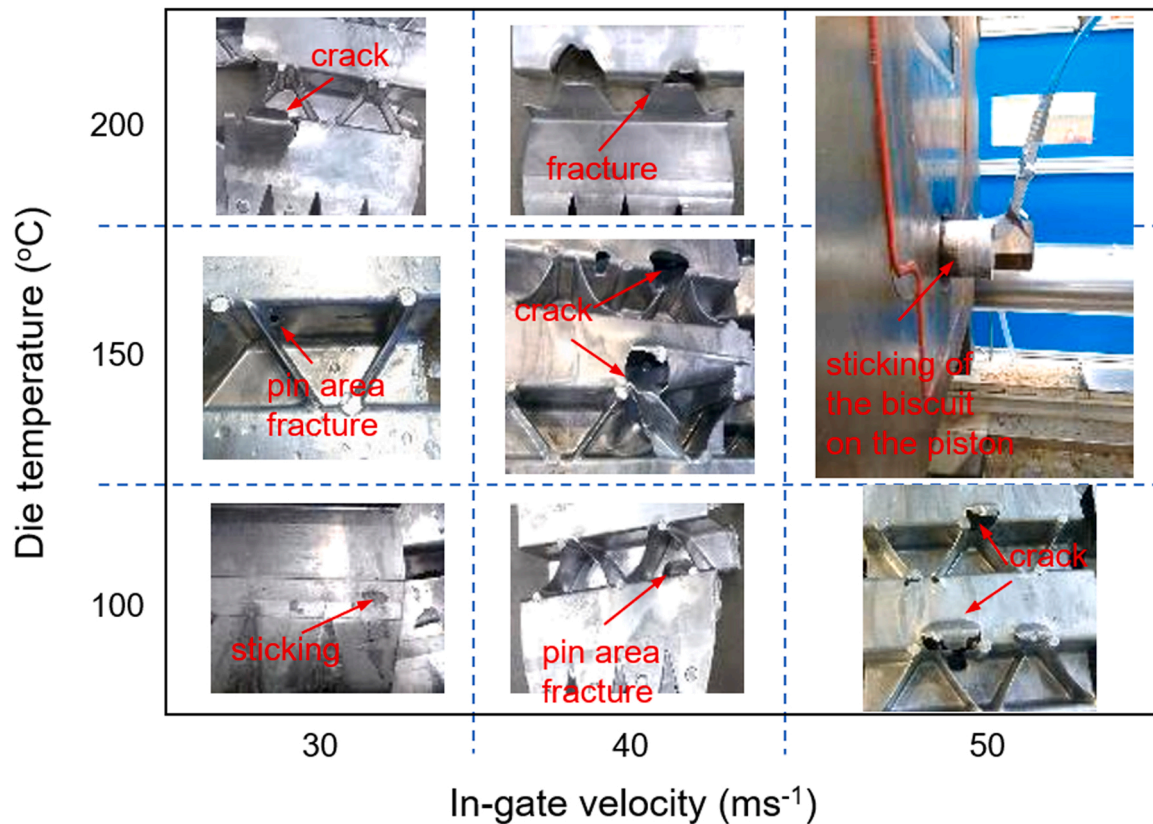 crack
200
fracture
Die temperature (°C)
crack
150
pin area
fracture
sticking of
the biscuit
on the piston
crack
100
sticking
pin area
fracture
30
40
50
In-gate velocity (ms⁻¹)